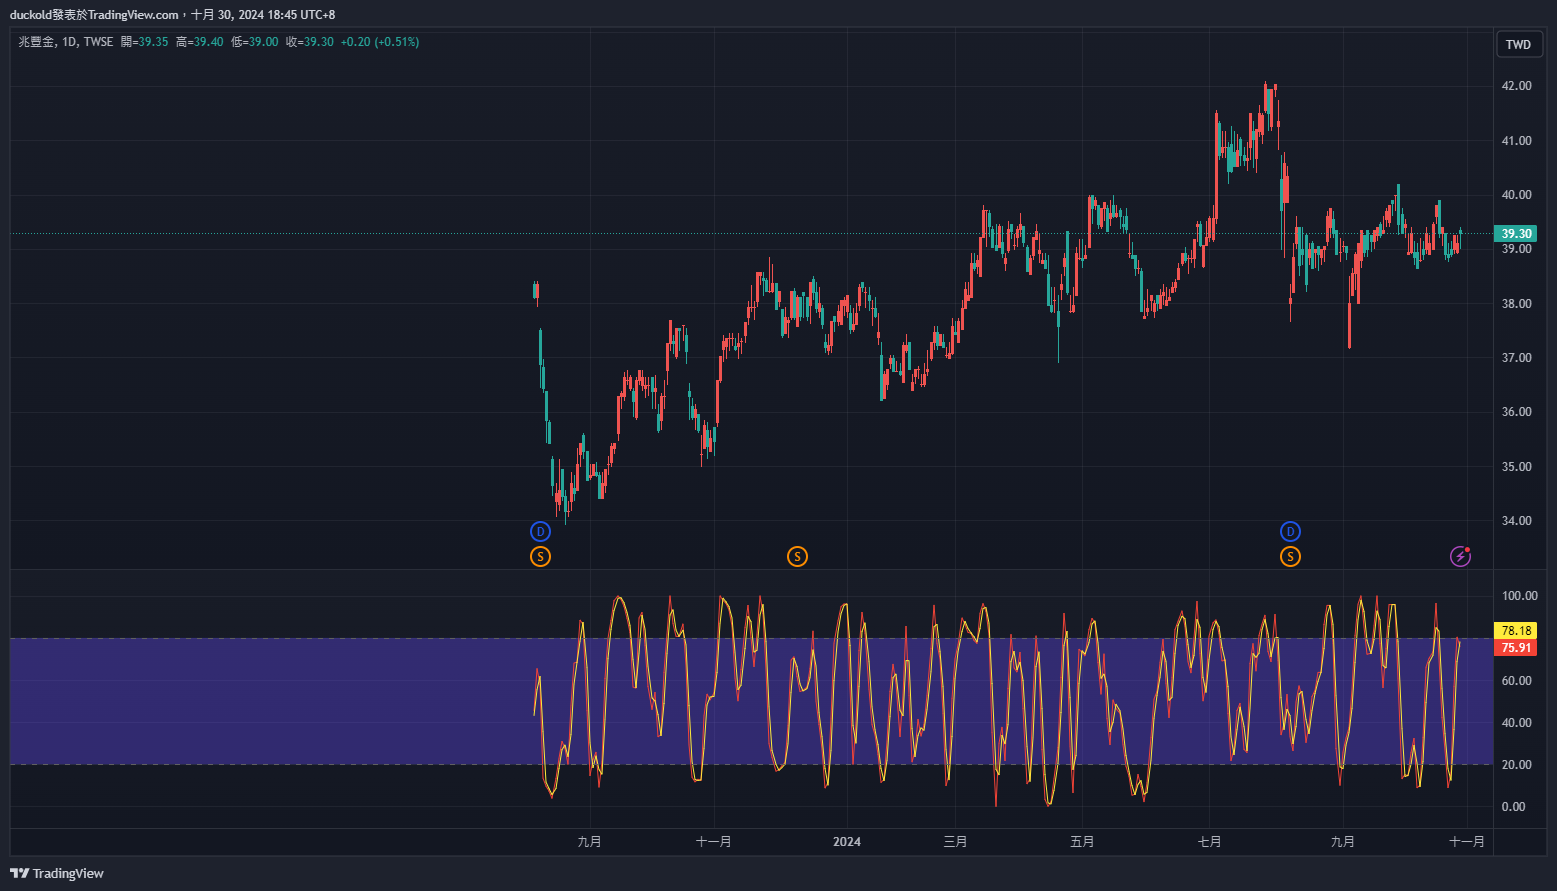 duckold發表於TradingView.com，十月 30, 2024 18:45 UTC+8
兆豐金, 1D, TWSE 開=39.35 高=39.40 低=39.00 收=39.30 +0.20 (+0.51%)
TWD
42.00
41.00
40.00
39.30
39.00
38.00
37.00
36.00
35.00
34.00
D
D
S
S
S
100.00
78.18
75.91
60.00
40.00
20.00
0.00
九月 十一月 2024 三月 五月 七月 九月 十一月
TradingView